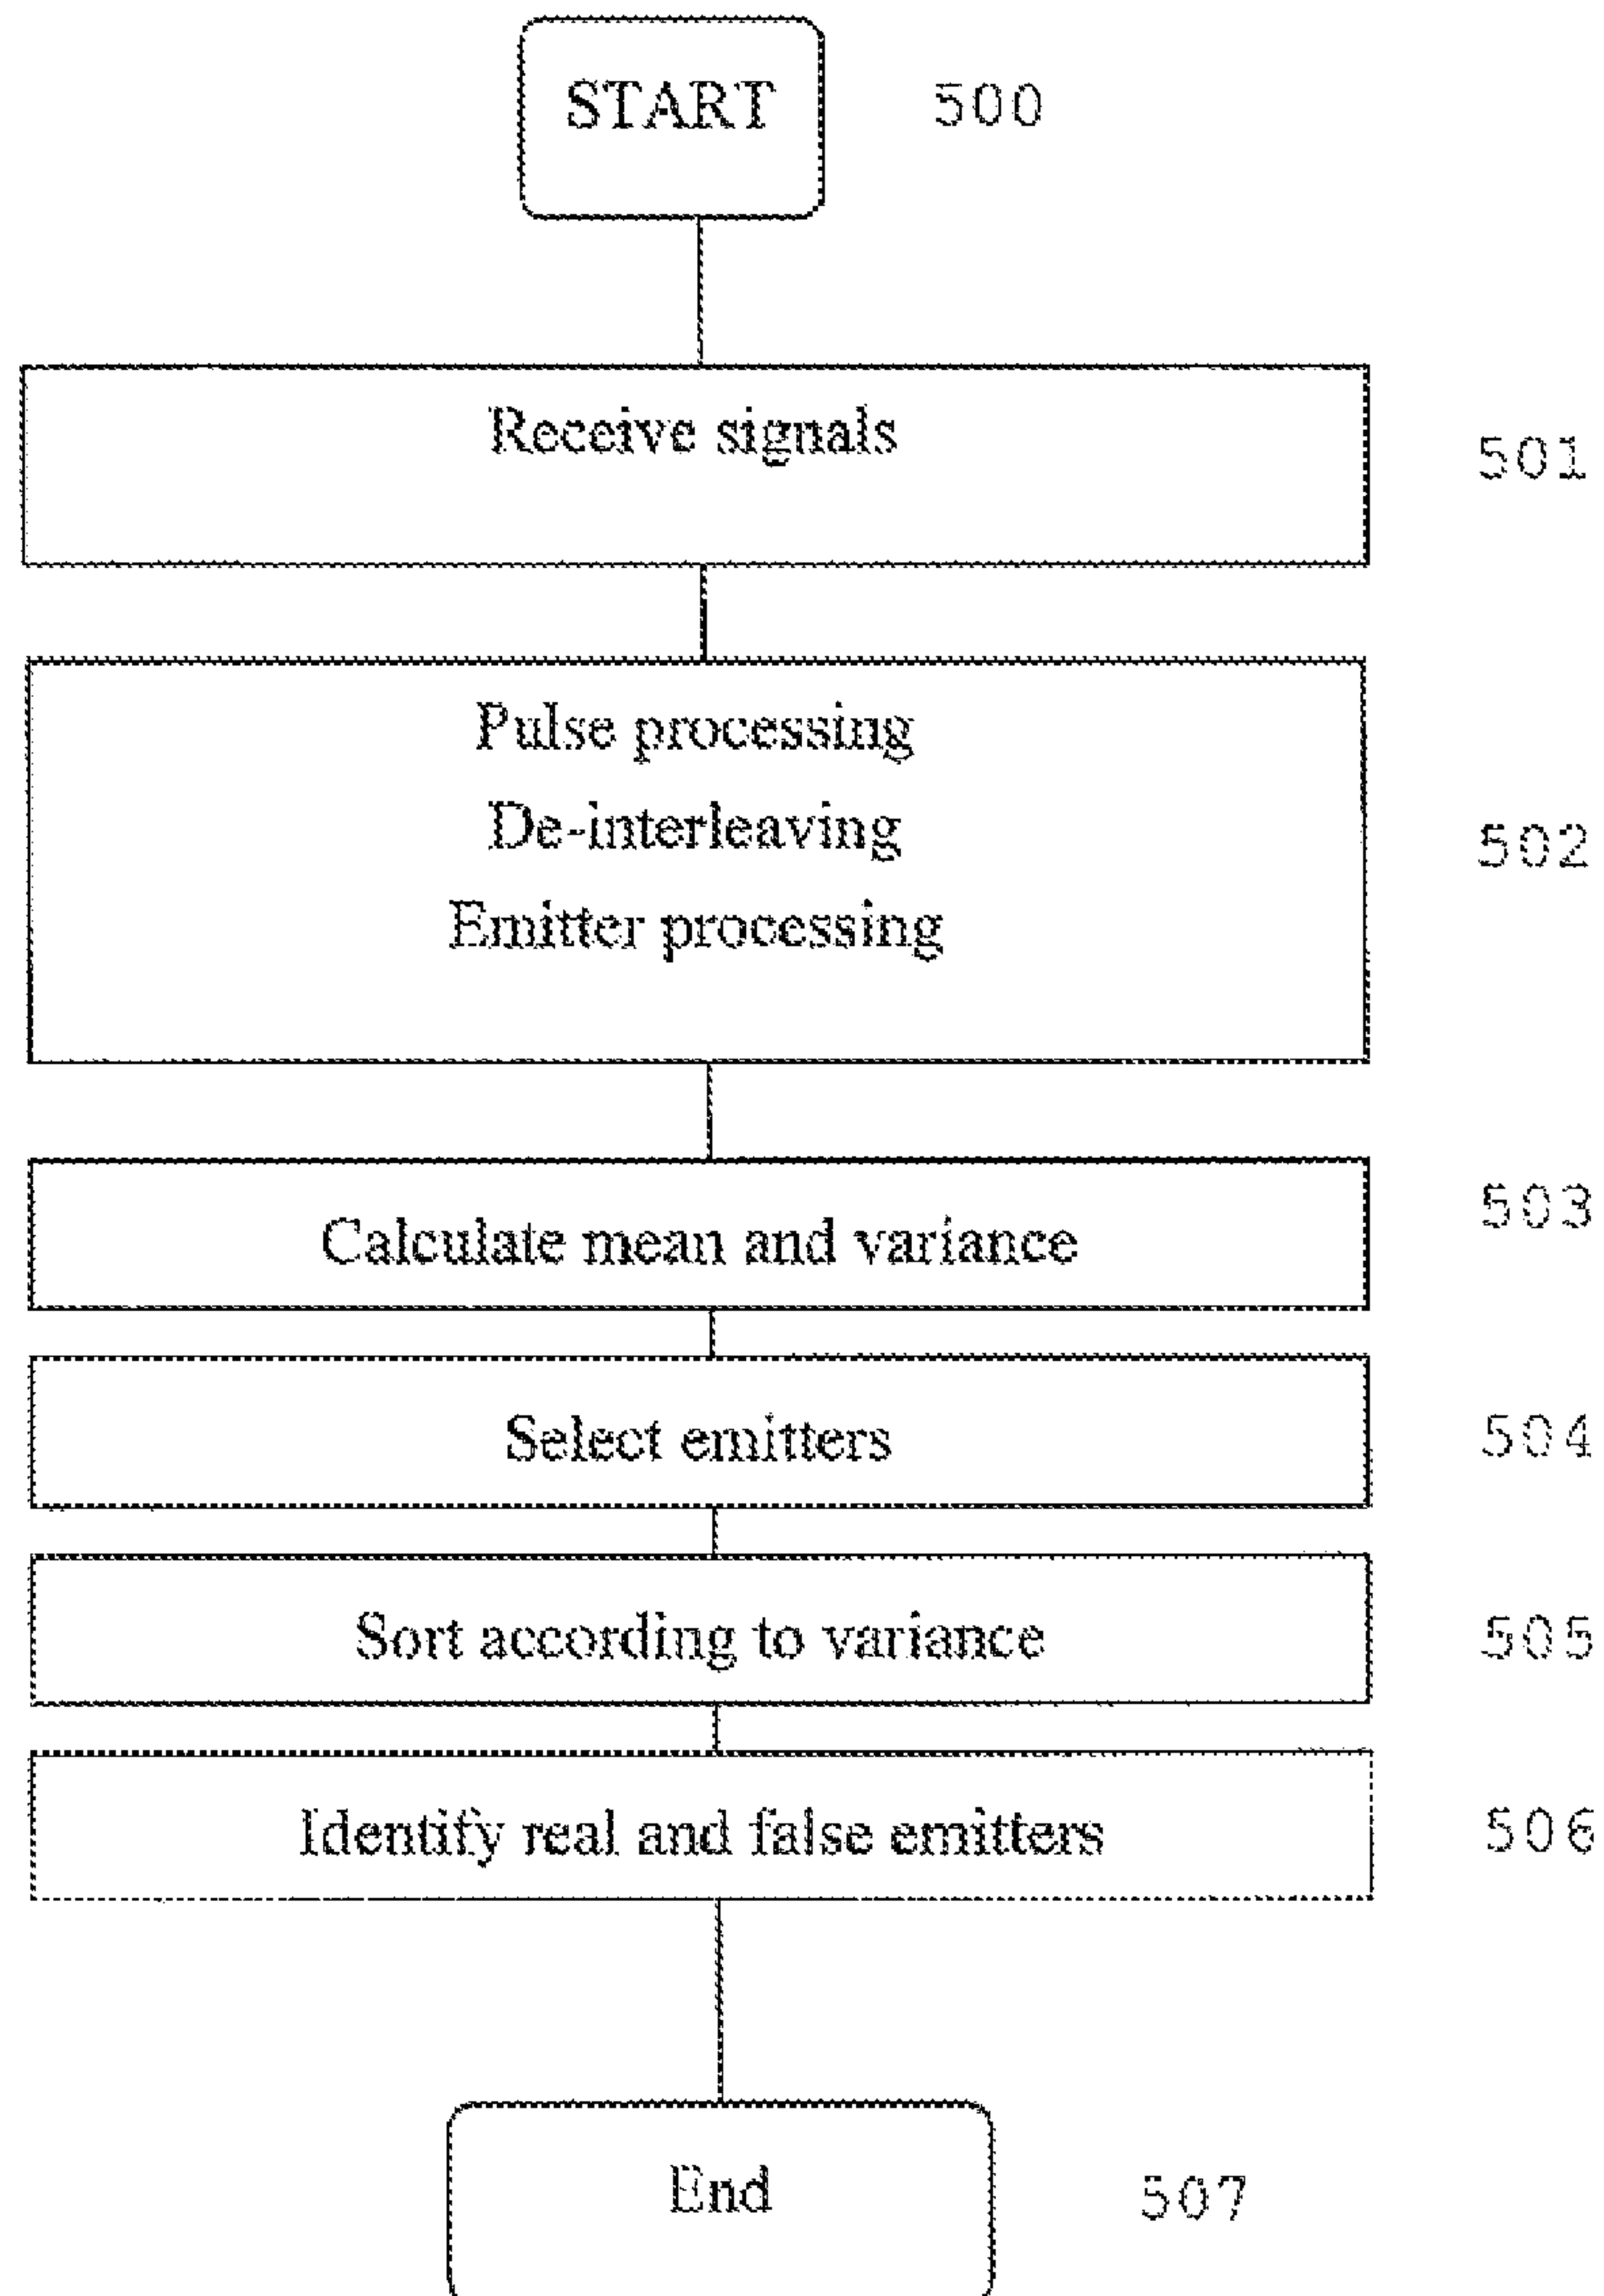 START 500
Receive signals
501
Pulse processing
De-interleaving
502
Emitter processing
503
Calculate mean and variance
Select emitters 504
Sort according to variance 505
Identify real and false emitters 506
End 507